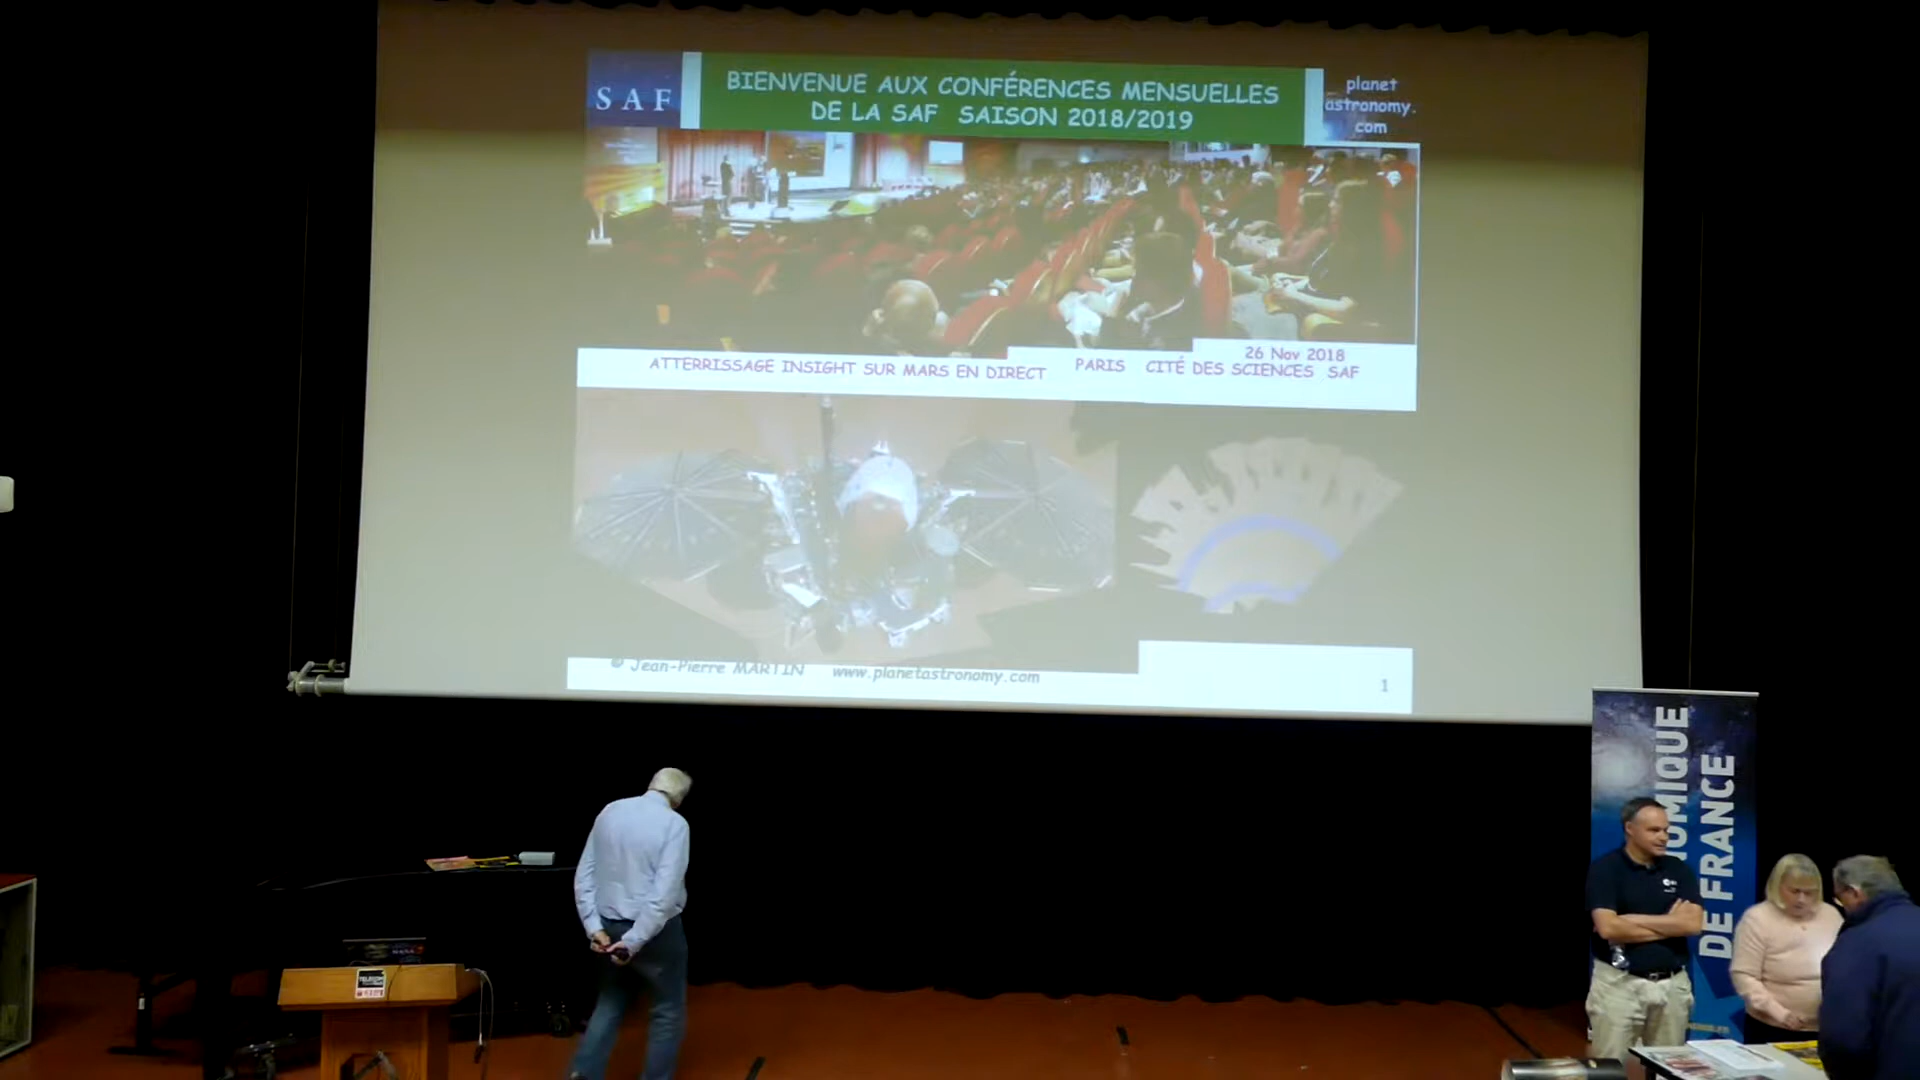 SAF
BIENVENUE AUX CONFÉRENCES MENSUELLES
DE LA SAF SAISON 2018/2019
planet
astronomy.
com
ATTERRISSAGE INSIGHT SUR MARS EN DIRECT
PARIS CITÉ DES SCIENCES SAF
26 Nov 2018
© Jean-Pierre MARTIN www.planetastronomy.com
1
OMIQUE
DE FRANCE
NASA
TELECOM